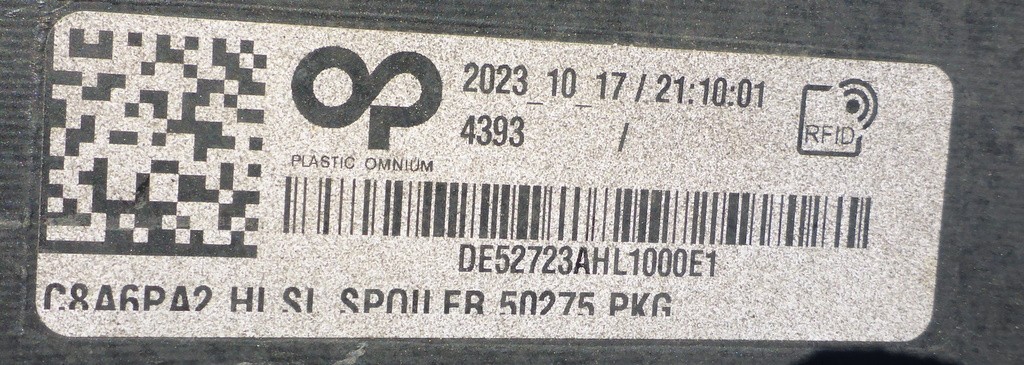 2023_10_17 / 21:10:01
4393 /
RFID
PLASTIC OMNIUM
DE52723AHL1000E1
C8A6PA2 HL SL SPOILER 50275 PKG